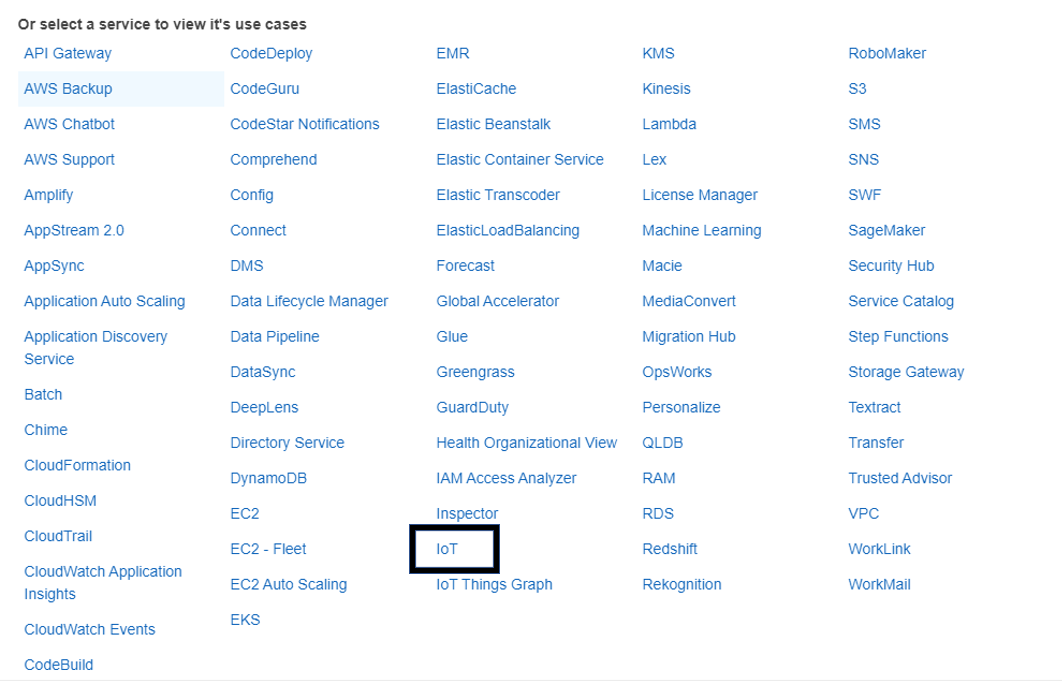 Or select a service to view it's use cases
API Gateway
AWS Backup
AWS Chatbot
AWS Support
Amplify
AppStream 2.0
AppSync
Application Auto Scaling
Application Discovery
Service
Batch
Chime
CloudFormation
CloudHSM
CloudTrail
CloudWatch Application
Insights
CloudWatch Events
CodeBuild
CodeDeploy
CodeGuru
CodeStar Notifications
Comprehend
Config
Connect
DMS
Data Lifecycle Manager
Data Pipeline
DataSync
DeepLens
Directory Service
DynamoDB
EC2
EC2 - Fleet
EC2 Auto Scaling
EKS
EMR
ElastiCache
Elastic Beanstalk
Elastic Container Service
Elastic Transcoder
ElasticLoadBalancing
Forecast
Global Accelerator
Glue
Greengrass
GuardDuty
Health Organizational View
IAM Access Analyzer
Inspector
IoT
IoT Things Graph
KMS
Kinesis
Lambda
Lex
License Manager
Machine Learning
Macie
MediaConvert
Migration Hub
OpsWorks
Personalize
QLDB
RAM
RDS
Redshift
Rekognition
RoboMaker
S3
SMS
SNS
SWF
SageMaker
Security Hub
Service Catalog
Step Functions
Storage Gateway
Textract
Transfer
Trusted Advisor
VPC
WorkLink
WorkMail